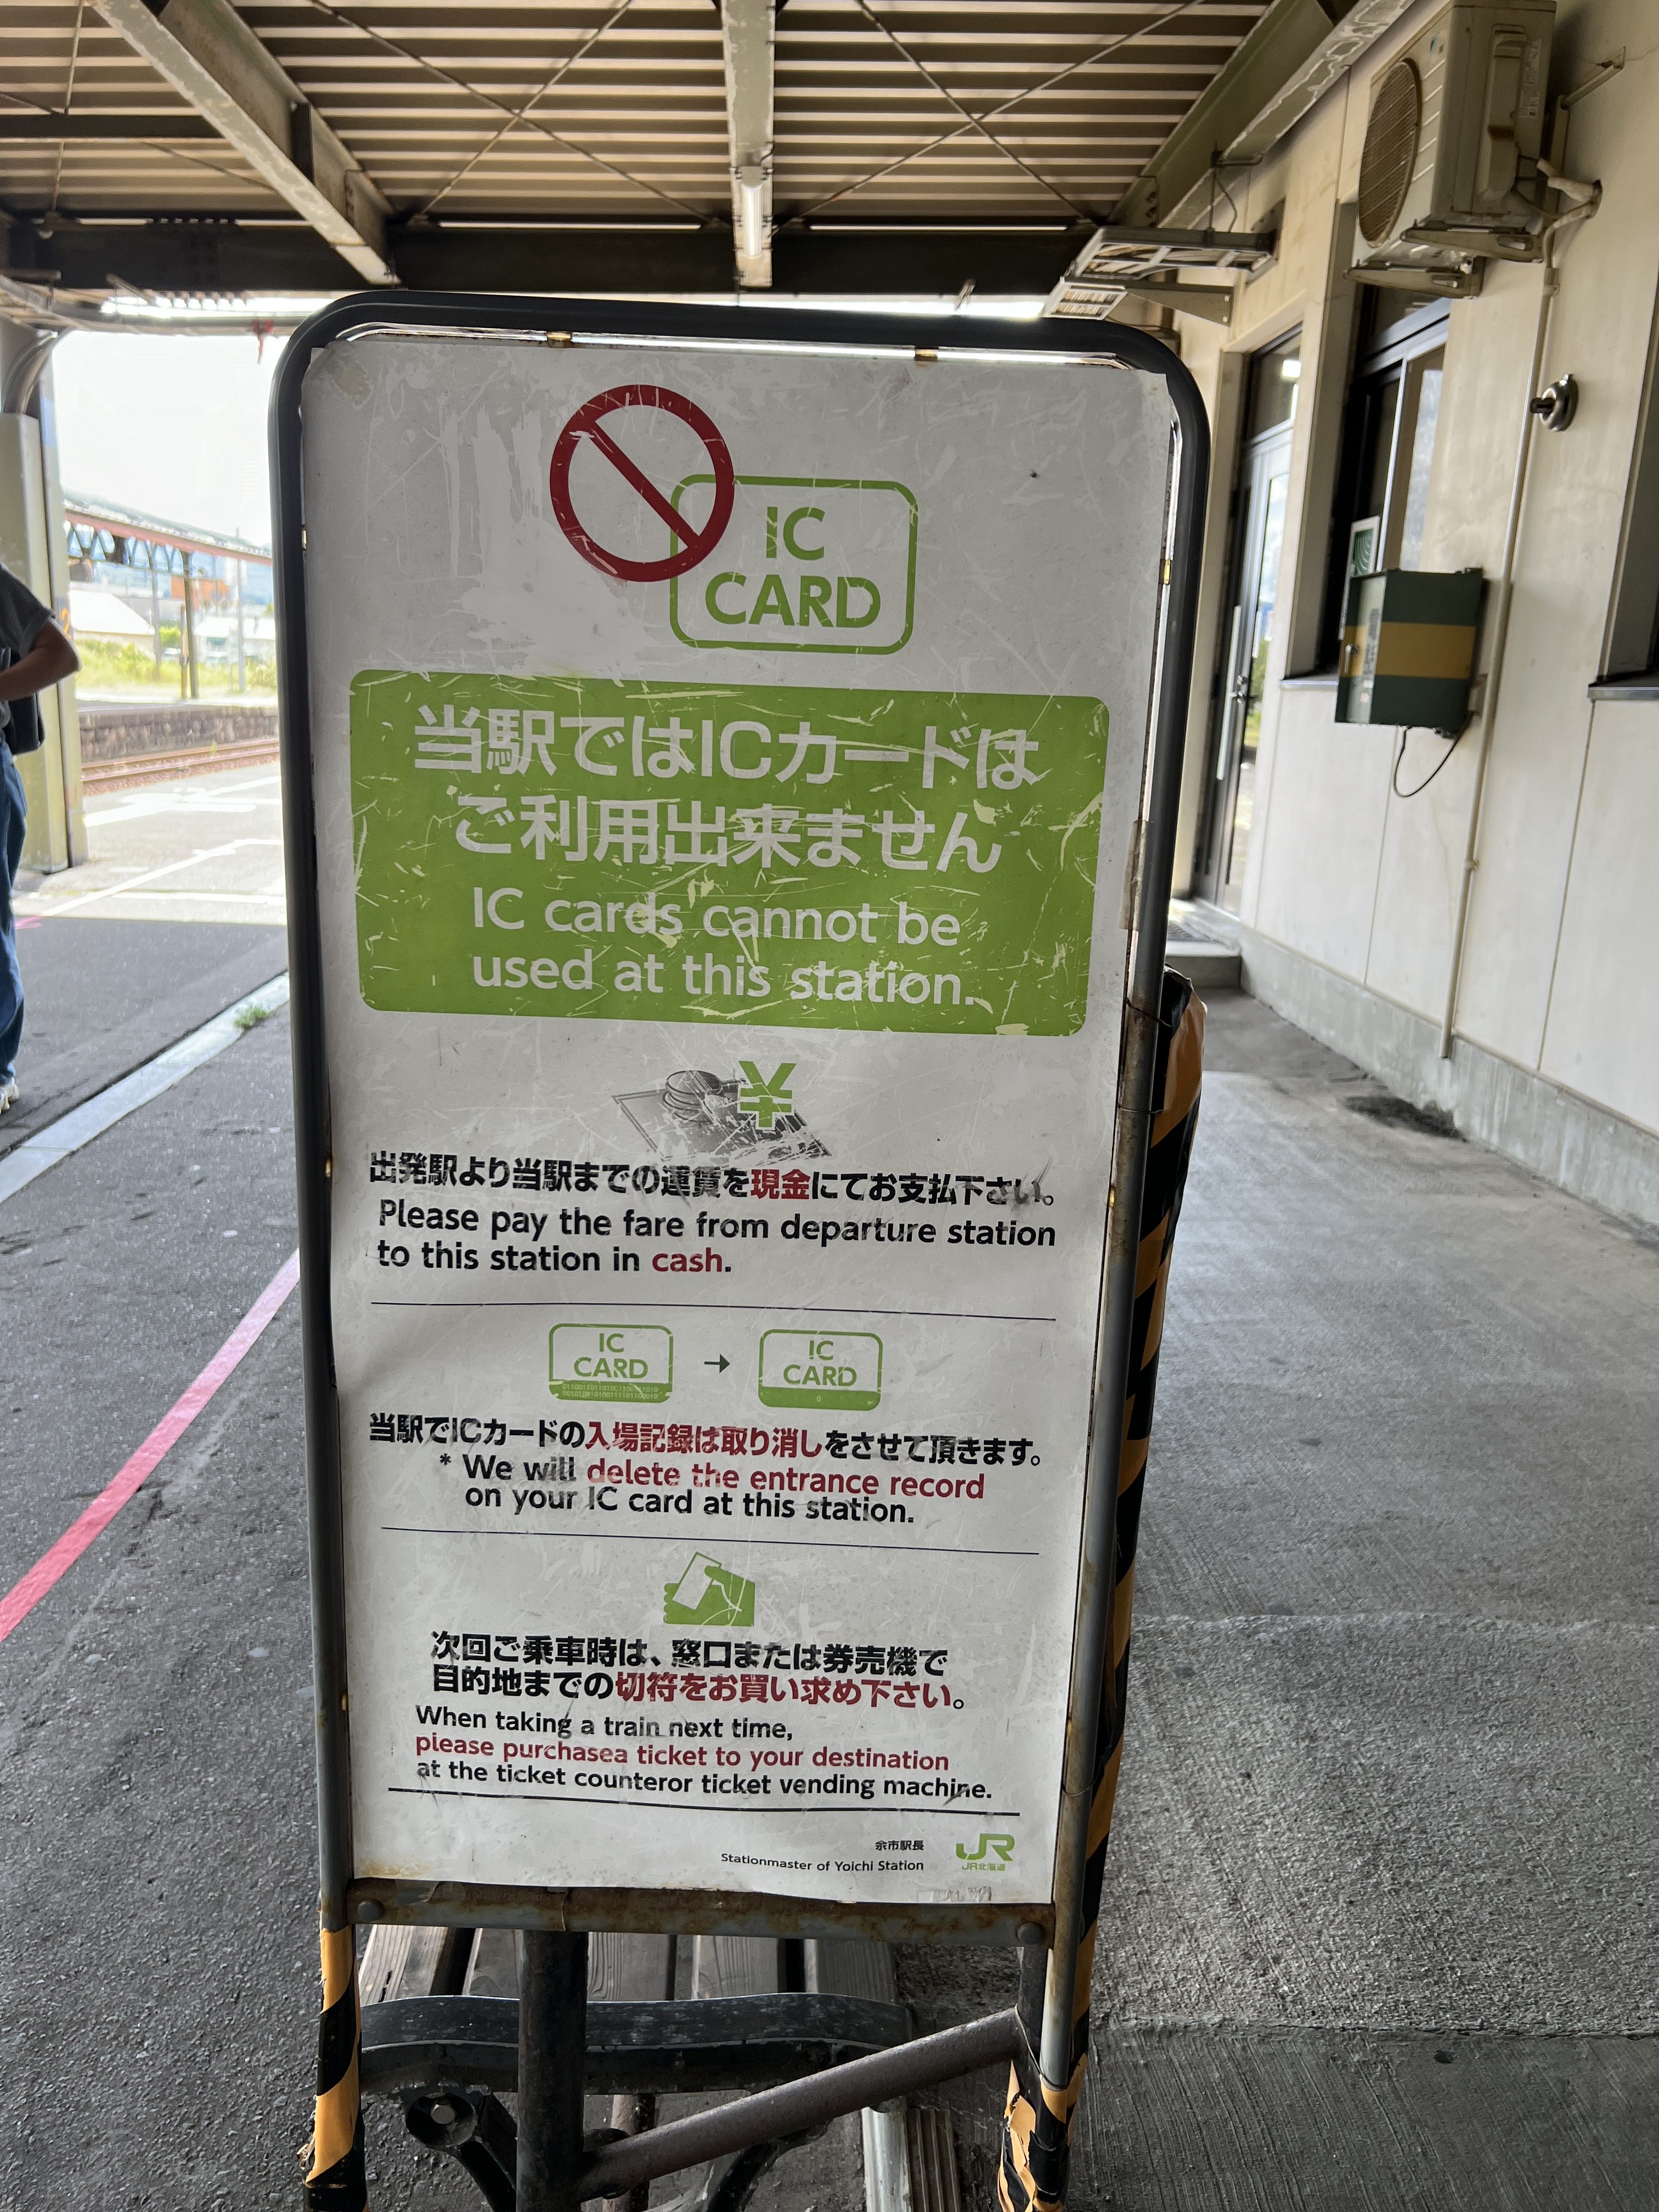 IC
CARD
当駅ではICカードは
ご利用出来ません
IC cards cannot be
used at this station.
¥
出発駅より当駅までの運賃を現金にてお支払下さい。
Please pay the fare from departure station
to this station in cash.
IC
CARD
→
IC
CARD
0
当駅でICカードの入場記録は取り消しをさせて頂きます。
* We will delete the entrance record
on your IC card at this station.
次回ご乗車時は、窓口または券売機で
目的地までの切符をお買い求め下さい。
When taking a train next time,
please purchasea ticket to your destination
at the ticket counteror ticket vending machine.
余市駅長
Stationmaster of Yoichi Station
JR
JR北海道